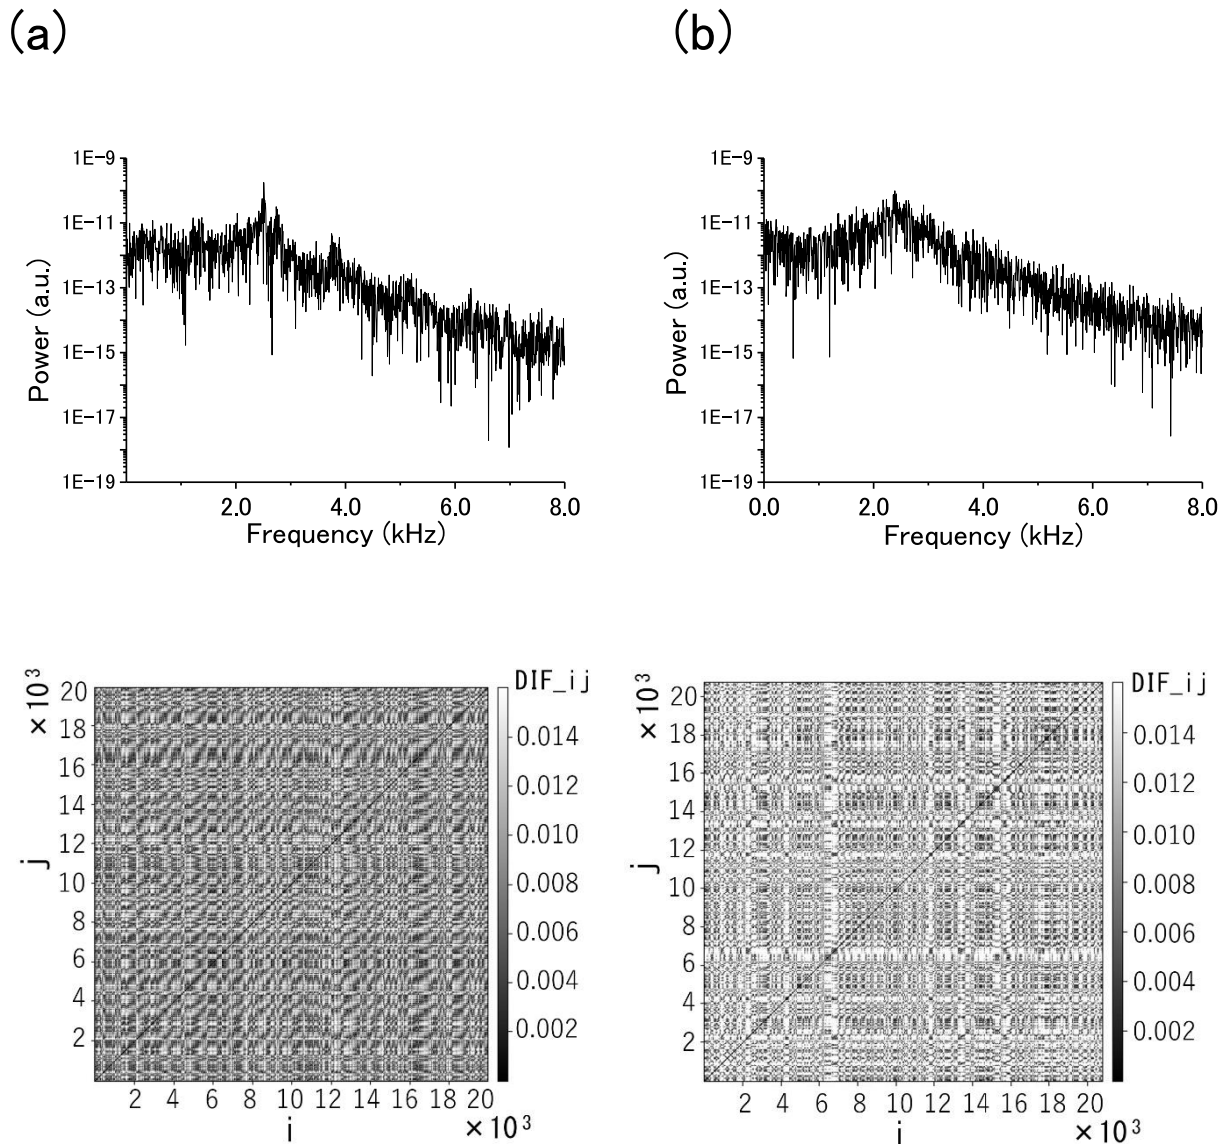 (a)
(b)
1E-9
1E-11
1E-13
1E-15
1E-17
1E-19
Power (a.u.)
2.0 4.0 6.0 8.0
Frequency (kHz)
1E-9
1E-11
1E-13
1E-15
1E-17
1E-19
Power (a.u.)
0.0 2.0 4.0 6.0 8.0
Frequency (kHz)
DIF_ij
0.014
0.012
0.010
0.008
0.006
0.004
0.002
×10³
20
18
16
14
12
10
8
6
4
2
j
2 4 6 8 10 12 14 16 18 20
i
×10³
DIF_ij
0.014
0.012
0.010
0.008
0.006
0.004
0.002
×10³
20
18
16
14
12
10
8
6
4
2
j
2 4 6 8 10 12 14 16 18 20
i
×10³